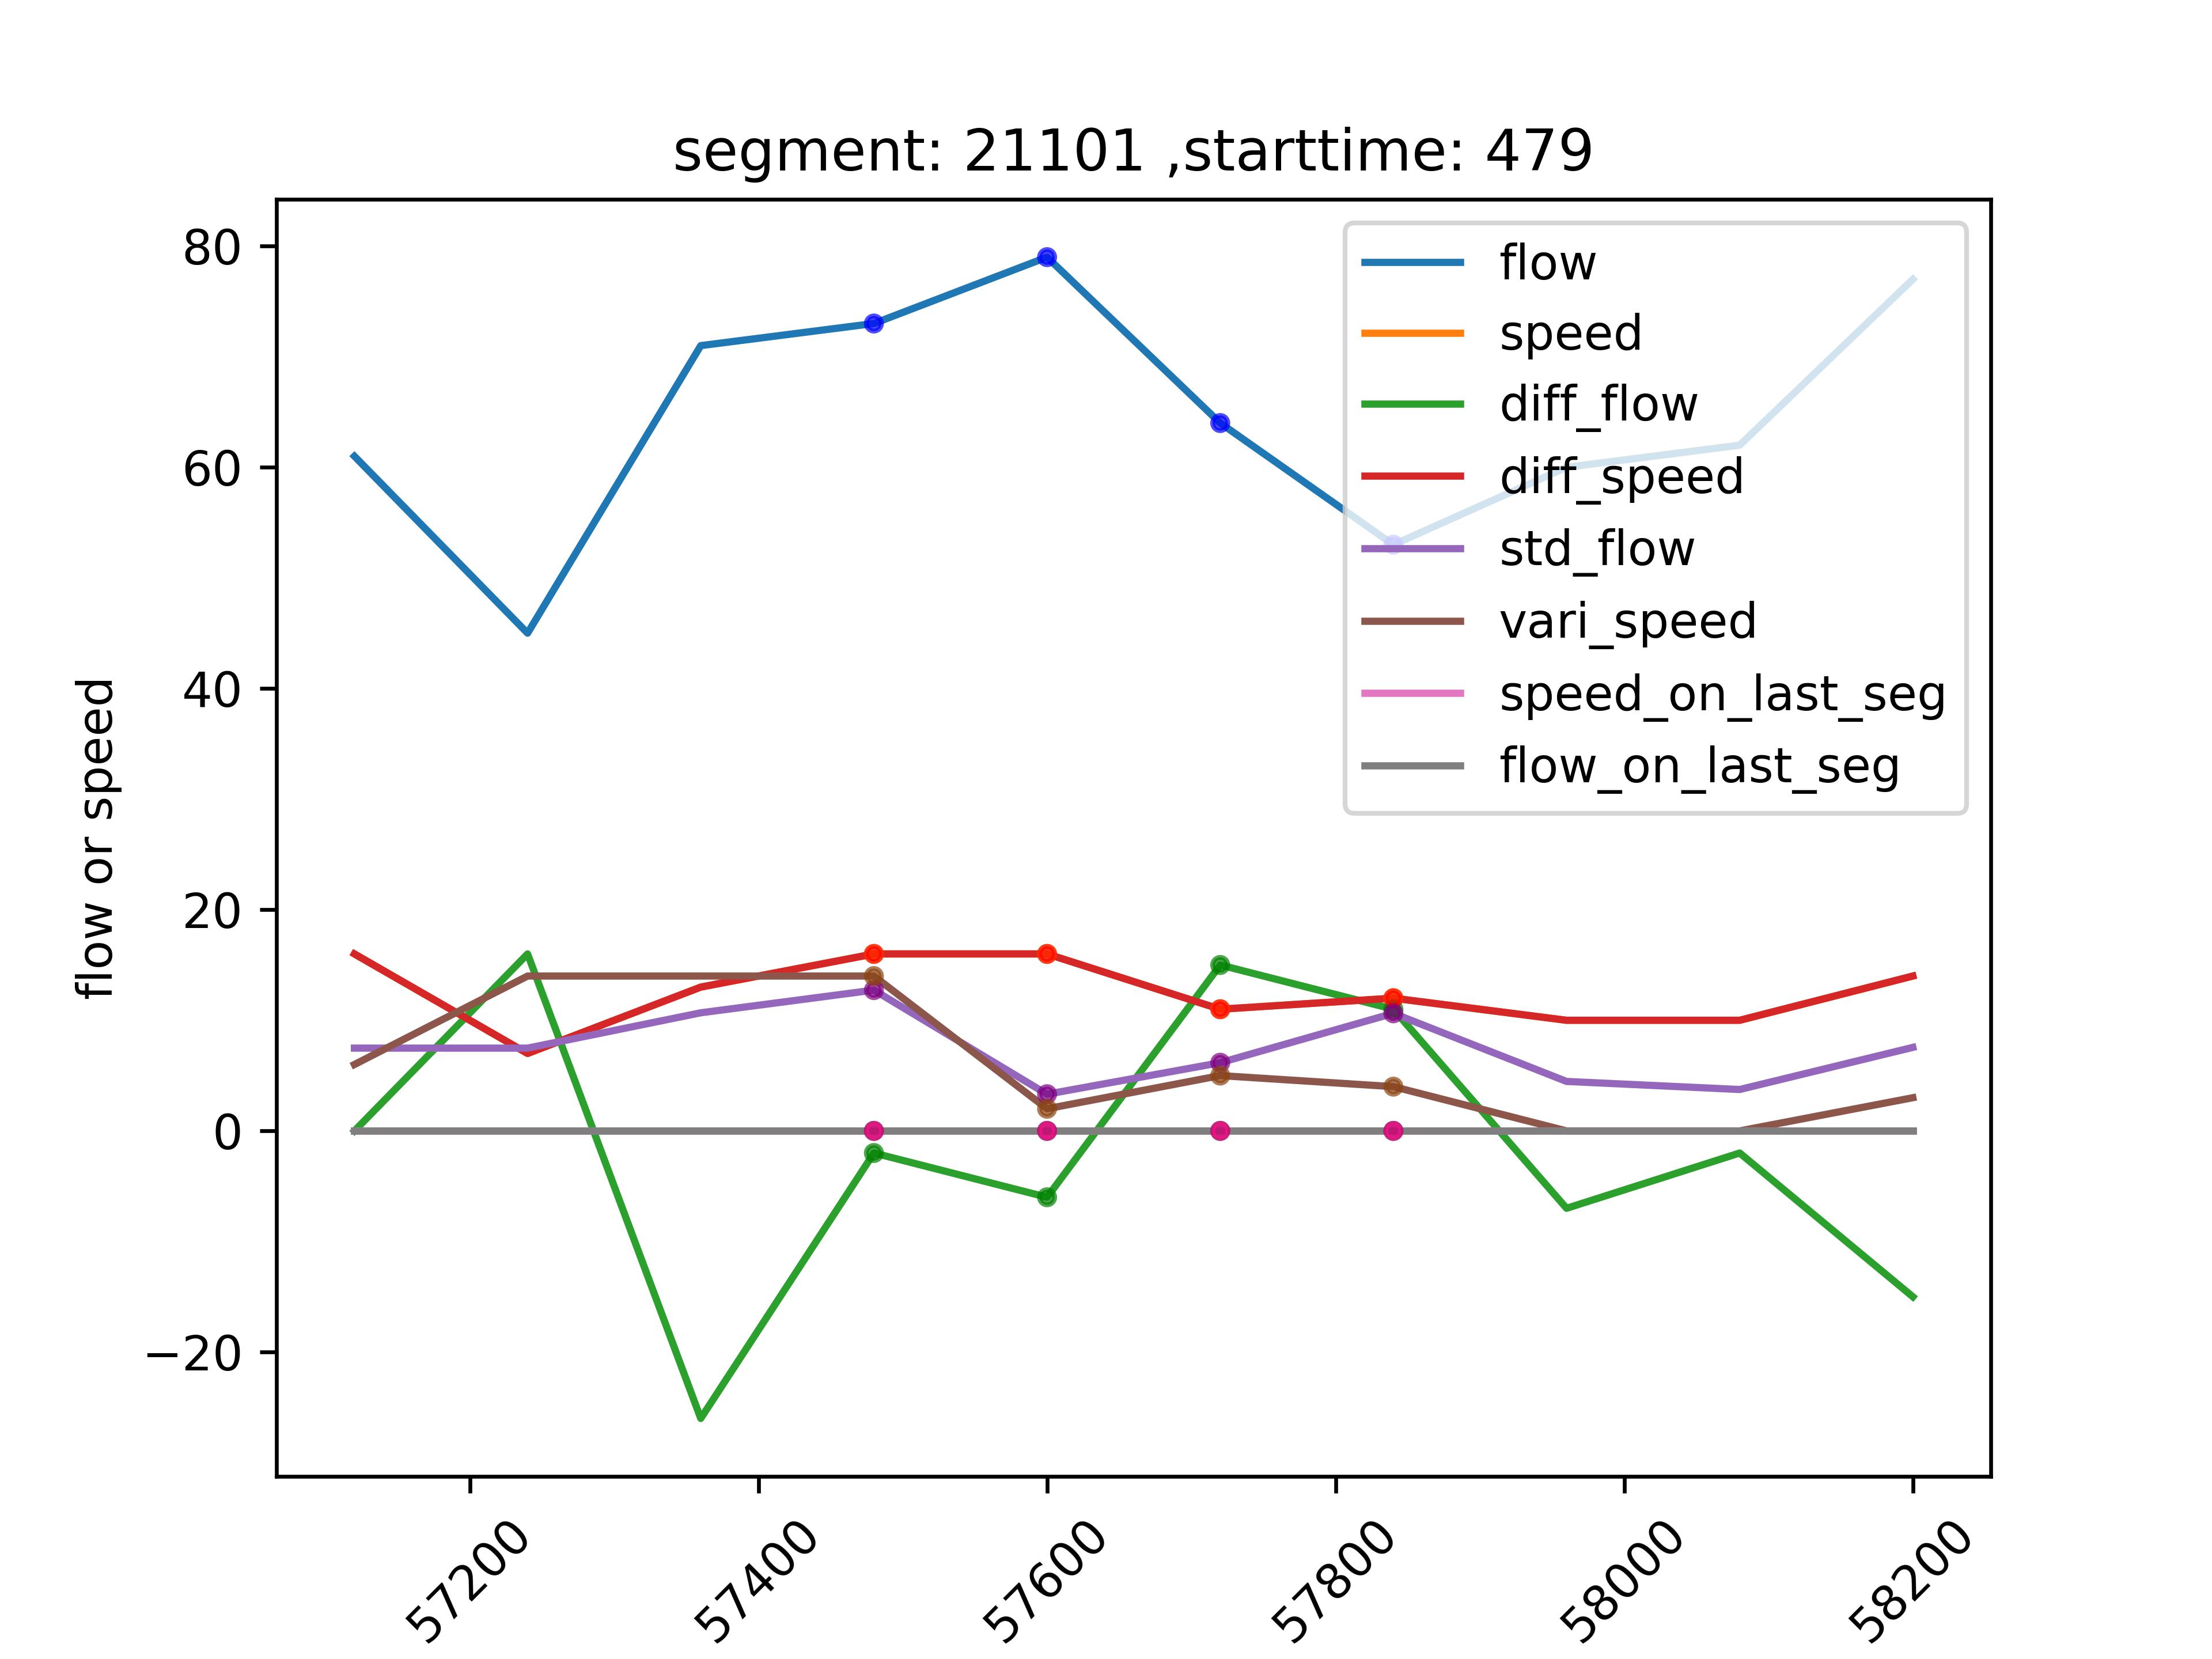 segment: 21101 ,starttime: 479
flow or speed
80
60
40
20
0
−20
flow
speed
diff_flow
diff_speed
std_flow
vari_speed
speed_on_last_seg
flow_on_last_seg
57200
57400
57600
57800
58000
58200